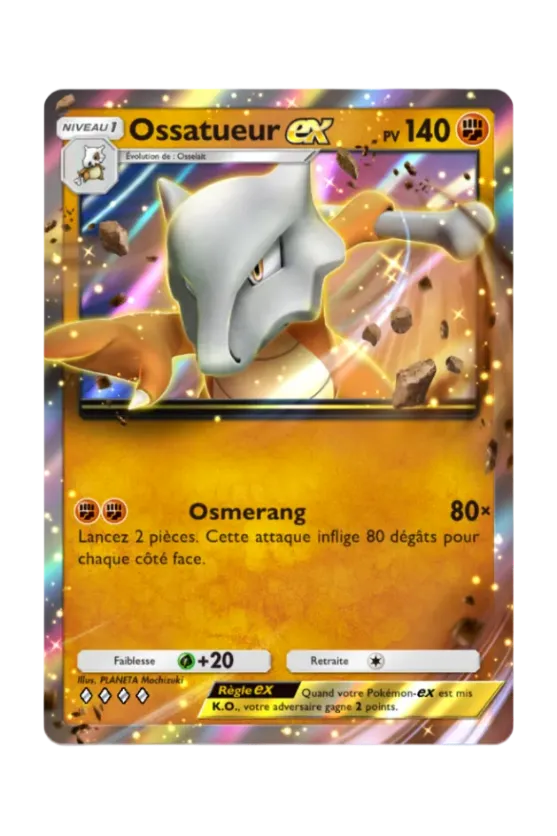 NIVEAU 1 Ossatueur ex PV 140
Évolution de : Osselait
Osmerang 80×
Lancez 2 pièces. Cette attaque inflige 80 dégâts pour
chaque côté face.
Faiblesse +20 Retraite
Illus. PLANETA Mochizuki
Règle ex Quand votre Pokémon-ex est mis
K.O., votre adversaire gagne 2 points.